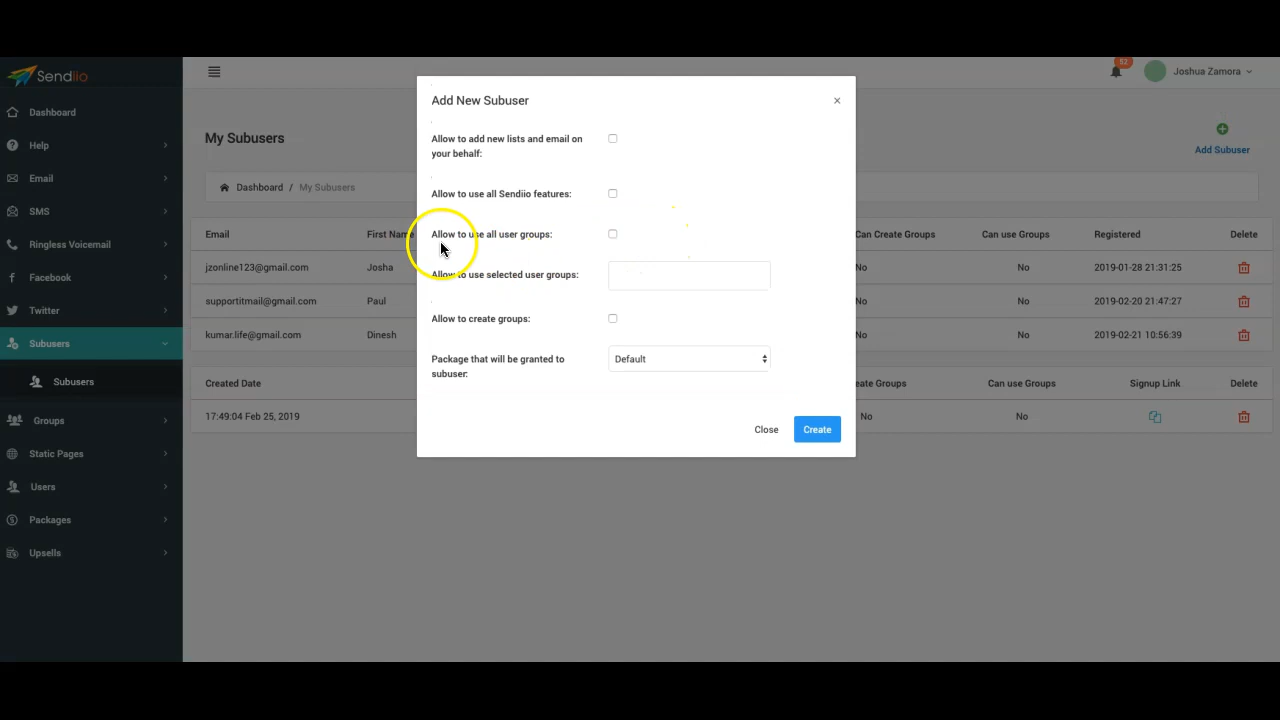 Sendiio
52
Joshua Zamora
Dashboard
Help
Email
SMS
Ringless Voicemail
Facebook
Twitter
Subusers
Subusers
Groups
Static Pages
Users
Packages
Upsells
My Subusers
Add Subuser
Dashboard / My Subusers
Email First Name Can Create Groups Can use Groups Registered Delete
jzonline123@gmail.com Josha No No 2019-01-28 21:31:25
supportitmail@gmail.com Paul No No 2019-02-20 21:47:27
kumar.life@gmail.com Dinesh No No 2019-02-21 10:56:39
Created Date eate Groups Can use Groups Signup Link Delete
17:49:04 Feb 25, 2019 No No
Add New Subuser ×
Allow to add new lists and email on
your behalf:
Allow to use all Sendiio features:
Allow to use all user groups:
Allow to use selected user groups:
Allow to create groups:
Package that will be granted to
subuser:
Default
Close Create